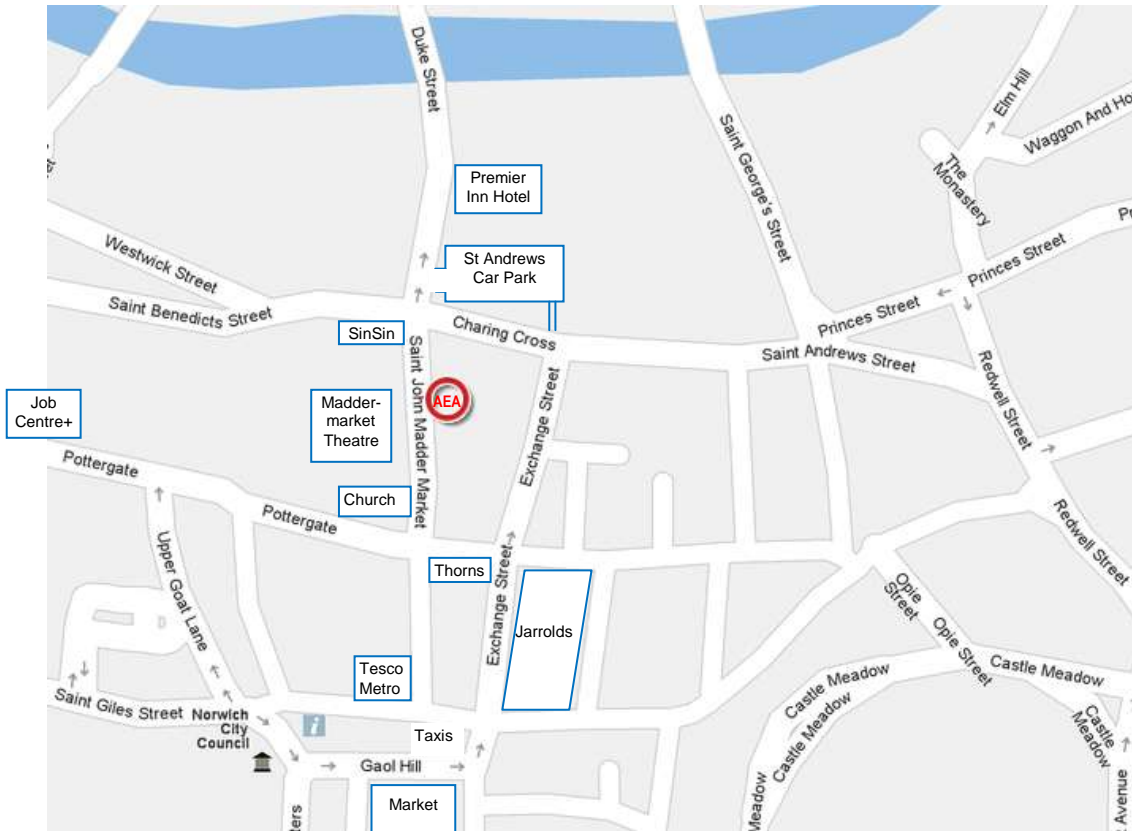 Duke Street
Elm Hill
Waggon And Ho
Saint George's Street
The
Monastery
Premier
Inn Hotel
Westwick Street
St Andrews
Car Park
Princes Street
Princes Street
Saint Benedicts Street
SinSin
Charing Cross
Saint Andrews Street
Redwell Street
Saint John Madder Market
AEA
Exchange Street
Job
Centre+
Madder-
market
Theatre
Pottergate
Church
Pottergate
Redwell Street
Upper Goat Lane
Thorns
Exchange Street
Jarrolds
Opie
Street
Opie Street
Tesco
Metro
Castle Meadow
Castle Meadow
Castle Meadow
Castle
Meadow
Saint Giles Street
Norwich
City
Council
i
Taxis
Gaol Hill
Market
Meadow
Avenue
ters